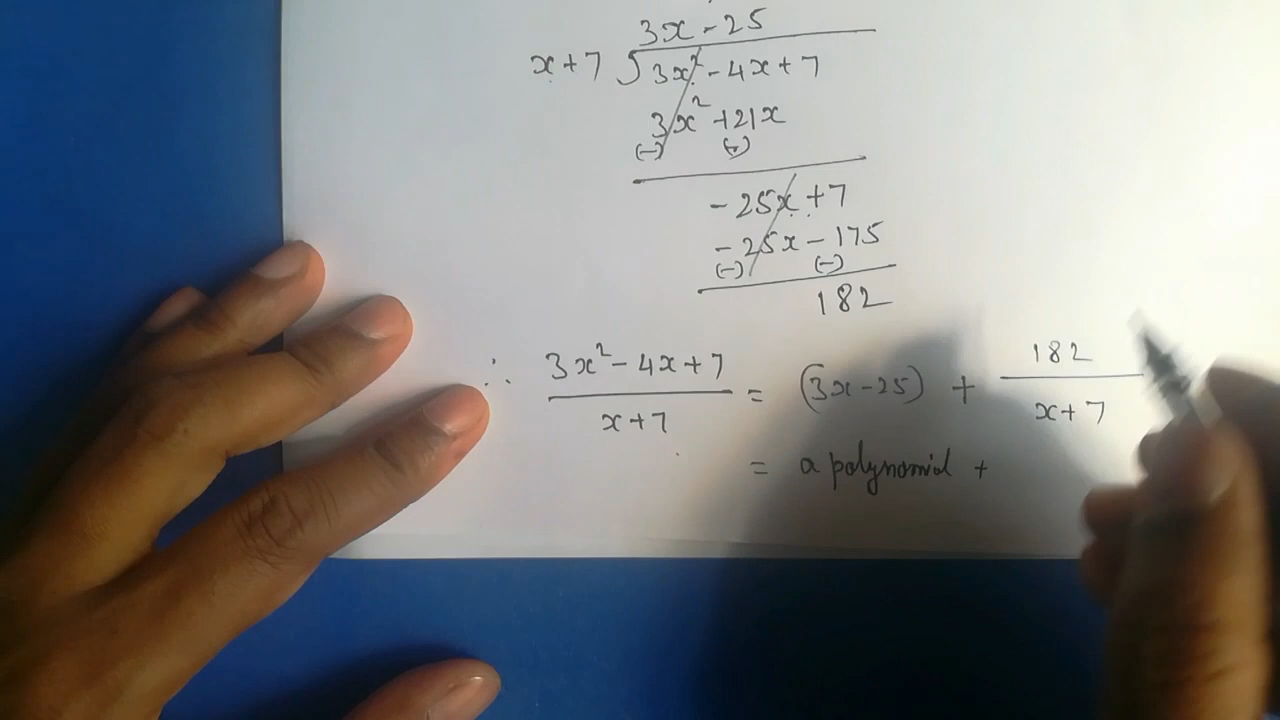 3x - 25
x + 7 ) 3x² - 4x + 7
3x² + 21x
(-) (-)
- 25x + 7
- 25x - 175
(-) (-)
182
∴ (3x² - 4x + 7)/(x + 7) = (3x - 25) + 182/(x + 7)
= a polynomial +